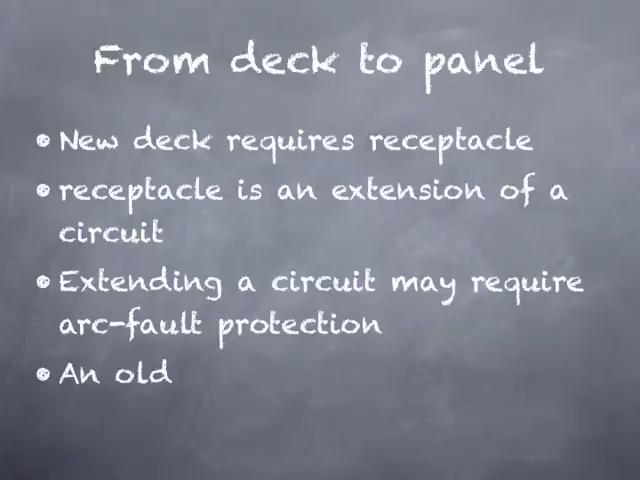 From deck to panel
New deck requires receptacle
receptacle is an extension of a
circuit
Extending a circuit may require
arc-fault protection
An old